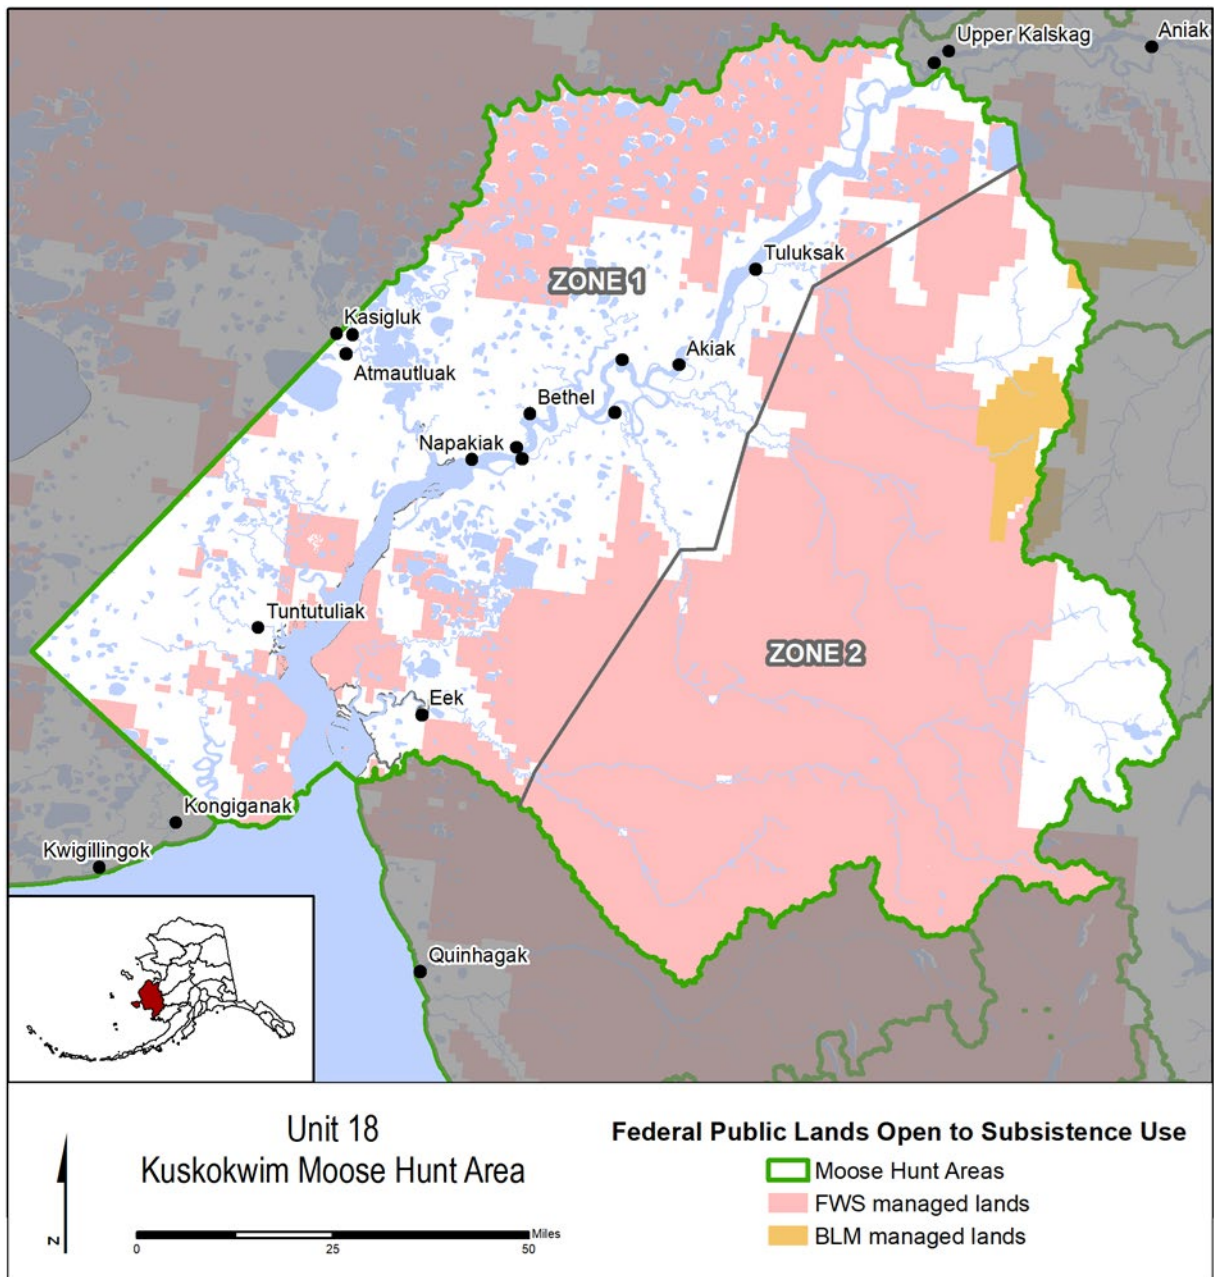 Upper Kalskag
Aniak
Tuluksak
ZONE 1
Kasigluk
Atmautluak
Akiak
Bethel
Napakiak
Tuntutuliak
ZONE 2
Eek
Kongiganak
Kwigillingok
Quinhagak
Unit 18
Kuskokwim Moose Hunt Area
N
Miles
0 25 50
Federal Public Lands Open to Subsistence Use
Moose Hunt Areas
FWS managed lands
BLM managed lands